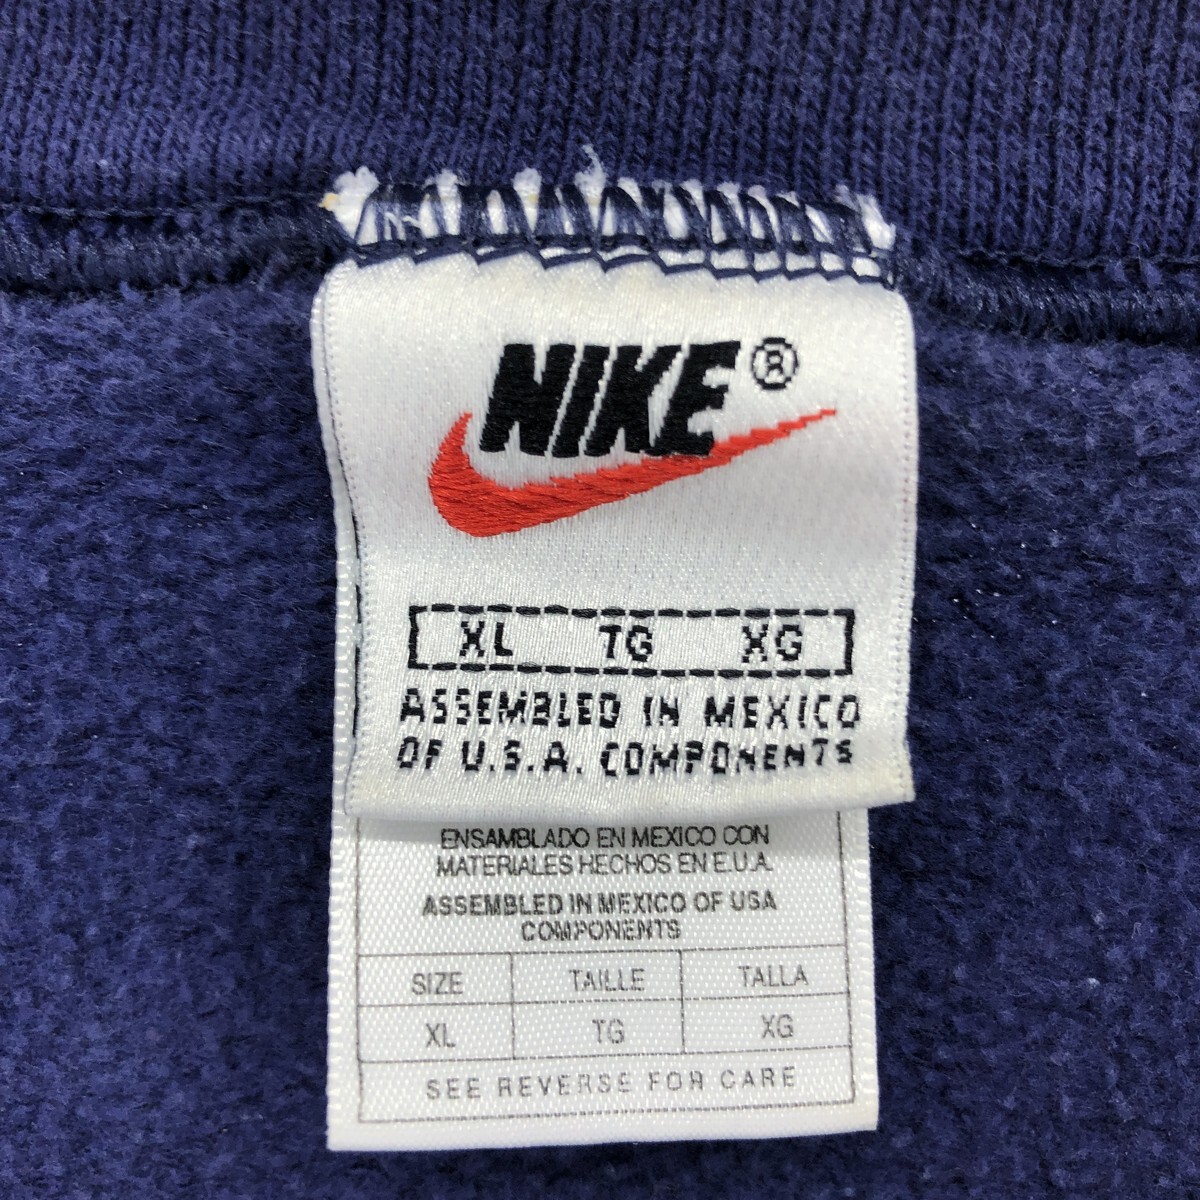 NIKE®
XL TG XG
ASSEMBLED IN MEXICO
OF U.S.A. COMPONENTS
ENSAMBLADO EN MEXICO CON
MATERIALES HECHOS EN E.U.A.
ASSEMBLED IN MEXICO OF USA
COMPONENTS
SIZE TAILLE TALLA
XL TG XG
SEE REVERSE FOR CARE